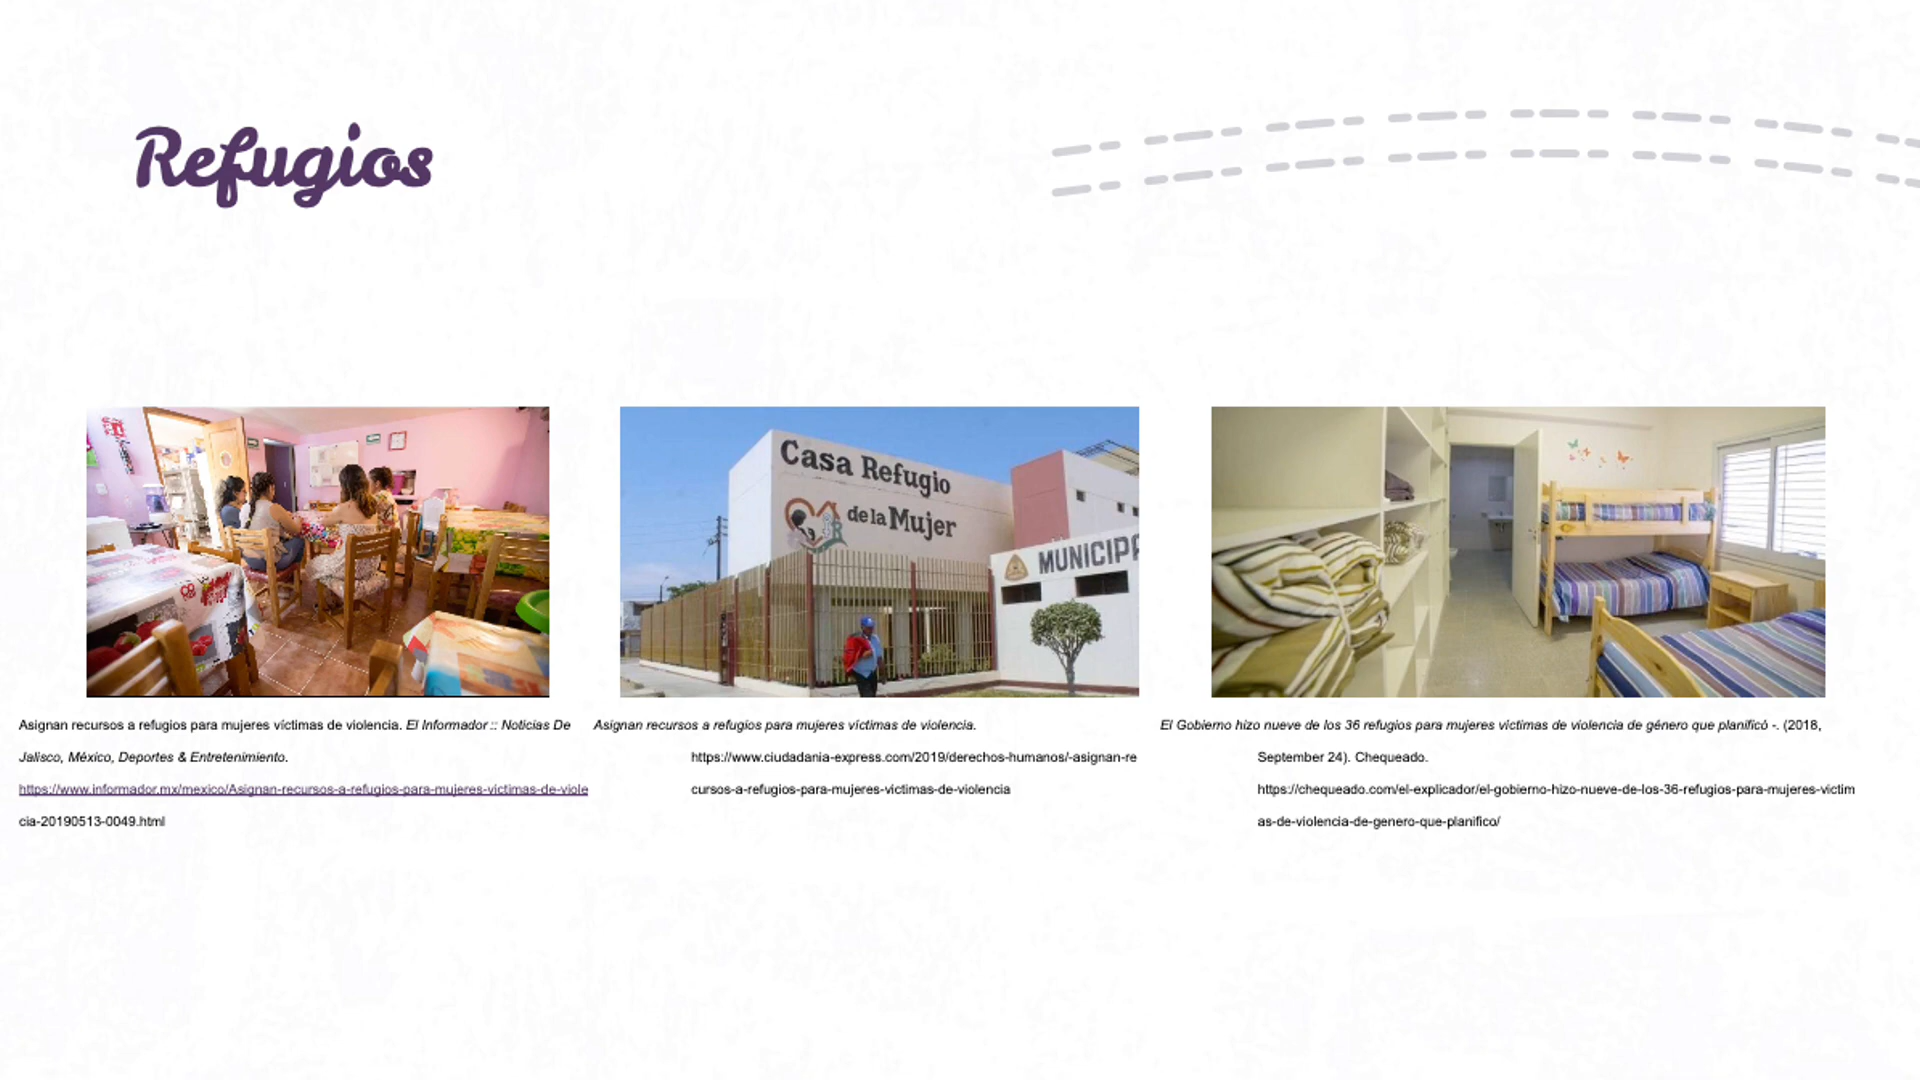 Refugios
Casa Refugio
de la Mujer
MUNICIPA
Asignan recursos a refugios para mujeres víctimas de violencia. El Informador :: Noticias De
Jalisco, México, Deportes & Entretenimiento.
https://www.informador.mx/mexico/Asignan-recursos-a-refugios-para-mujeres-victimas-de-viole
cia-20190513-0049.html
Asignan recursos a refugios para mujeres víctimas de violencia.
https://www.ciudadania-express.com/2019/derechos-humanos/-asignan-re
cursos-a-refugios-para-mujeres-victimas-de-violencia
El Gobierno hizo nueve de los 36 refugios para mujeres victimas de violencia de género que planificó -. (2018,
September 24). Chequeado.
https://chequeado.com/el-explicador/el-gobierno-hizo-nueve-de-los-36-refugios-para-mujeres-victim
as-de-violencia-de-genero-que-planifico/